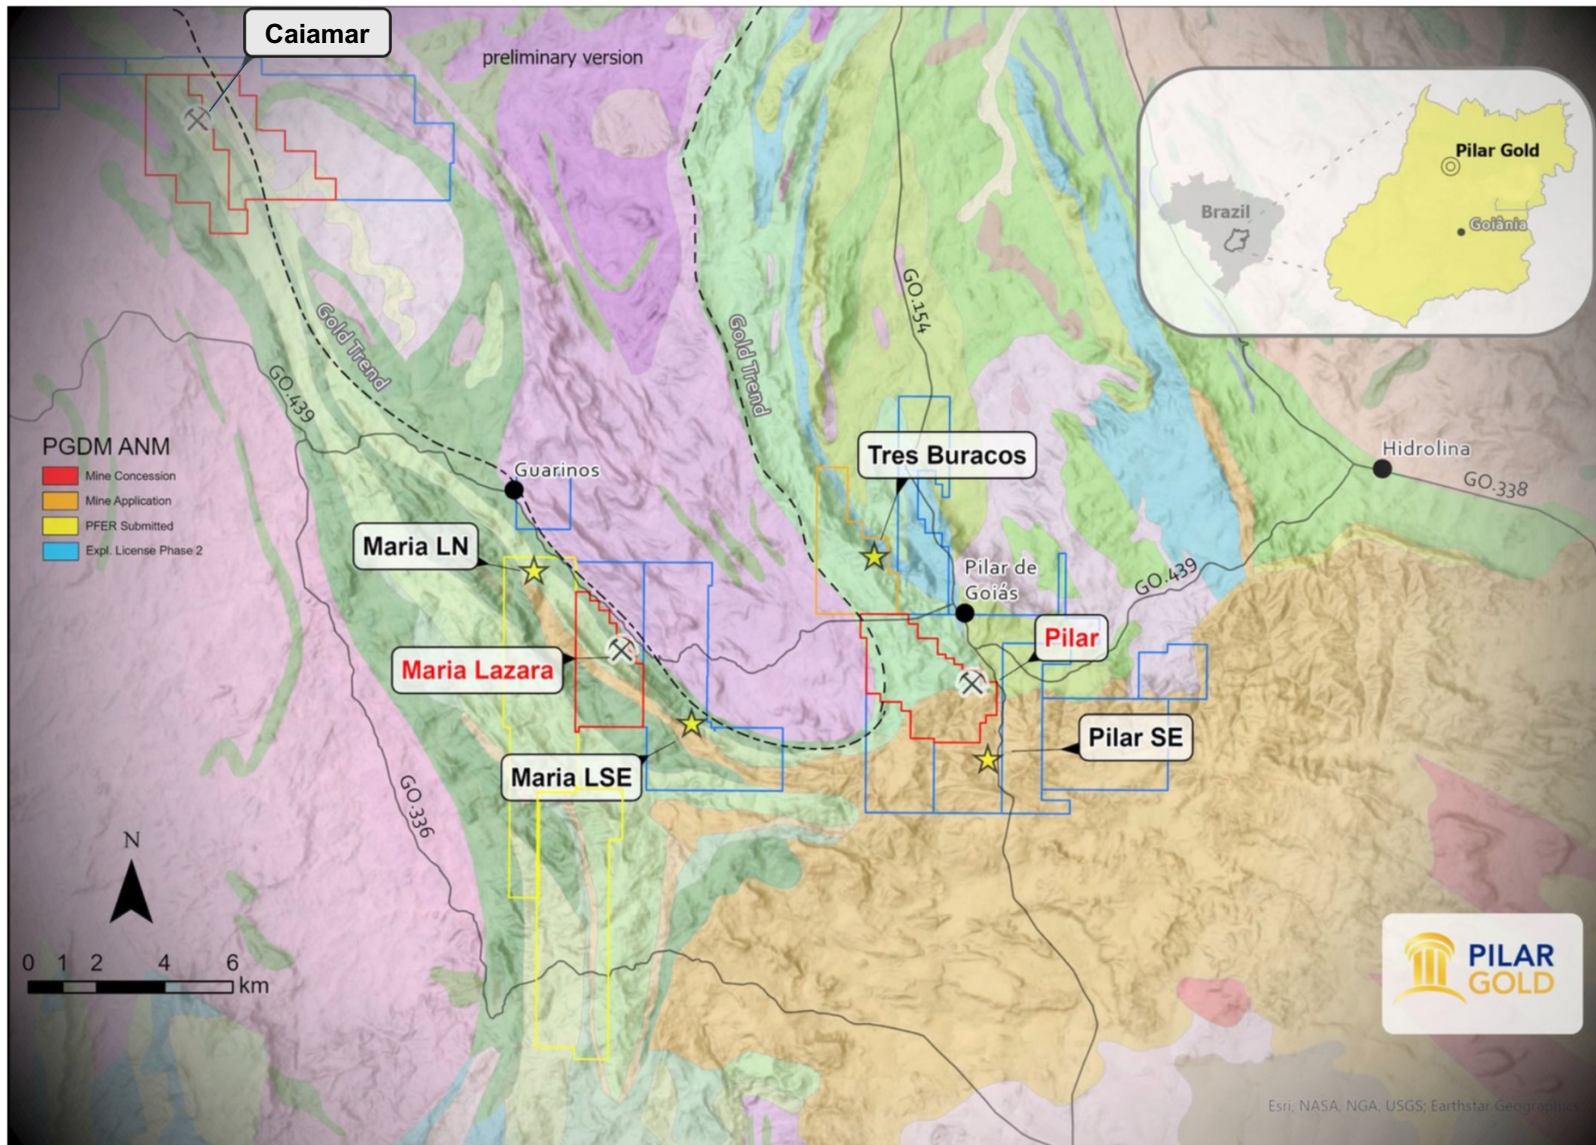 Caiamar
preliminary version
Pilar Gold
Brazil
Goiânia
Gold Trend
Gold Trend
GO.154
GO.439
PGDM ANM
Mine Concession
Mine Application
PFER Submitted
Expl. License Phase 2
Guarinos
Tres Buracos
Hidrolina
GO.338
Maria LN
Pilar de
Goiás
GO.439
Pilar
Maria Lazara
Pilar SE
Maria LSE
GO.336
N
0 1 2 4 6
km
PILAR
GOLD
Esri, NASA, NGA, USGS; Earthstar Geographics